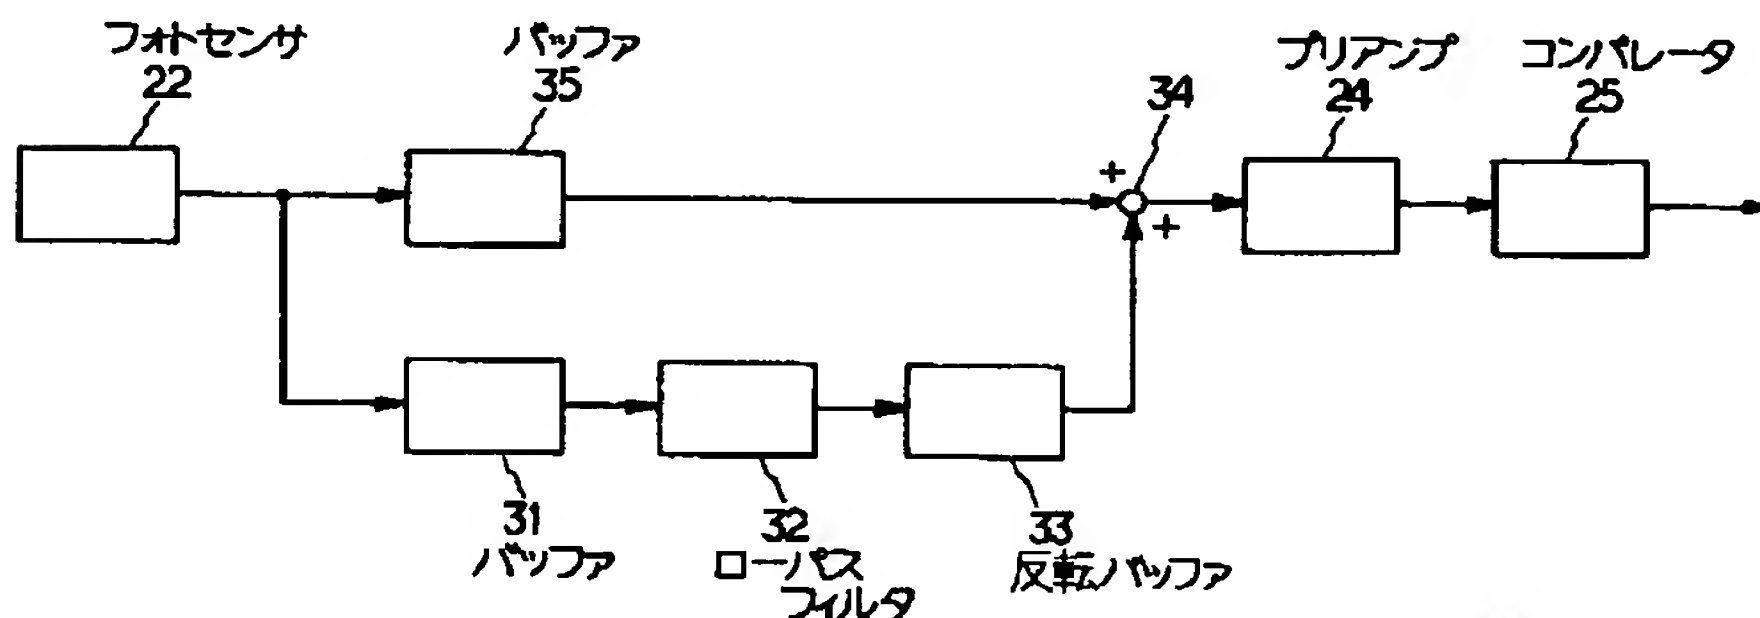 フォトセンサ
22
バッファ
35
34
プリアンプ
24
コンパレータ
25
+
+
31
バッファ
32
ローパス
フィルタ
33
反転バッファ